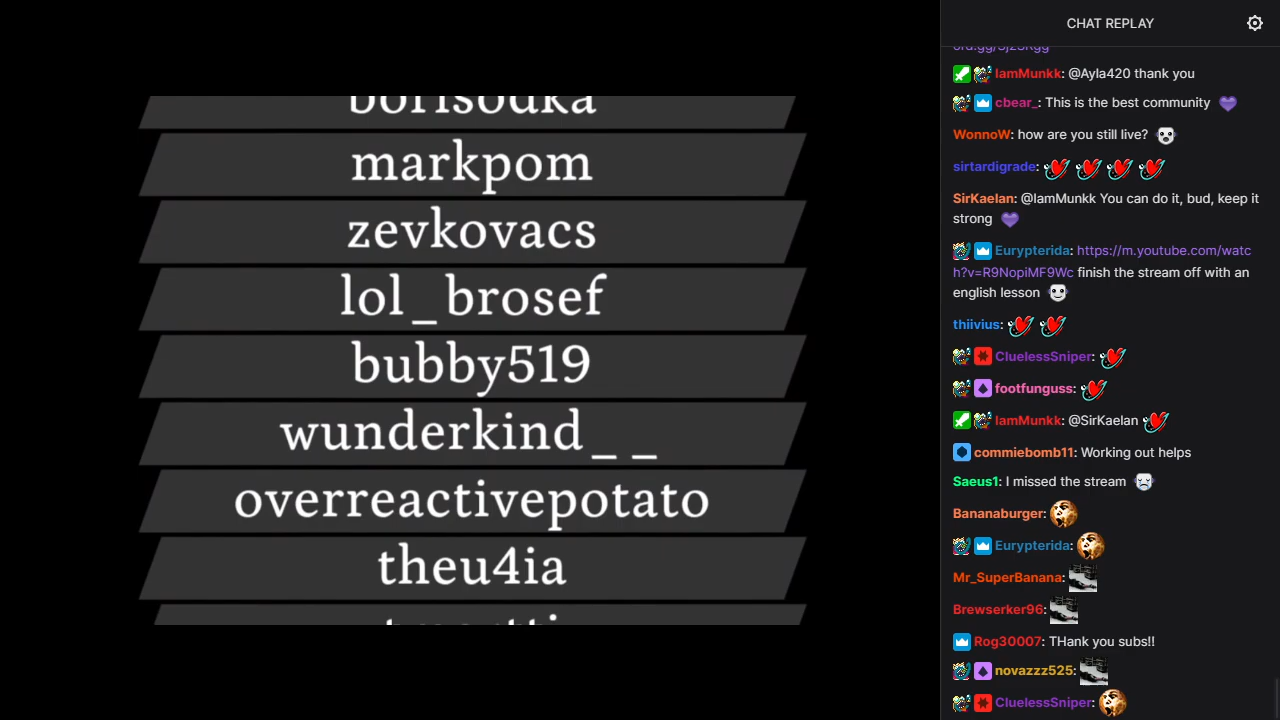 borisodka
markpom
zevkovacs
lol_brosef
bubby519
wunderkind__
overreactivepotato
theu4ia
CHAT REPLAY
IamMunkk: @Ayla420 thank you
cbear_: This is the best community
WonnoW: how are you still live?
sirtardigrade:
SirKaelan: @IamMunkk You can do it, bud, keep it
strong
Eurypterida: https://m.youtube.com/watc
h?v=R9NopiMF9Wc finish the stream off with an
english lesson
thiivius:
CluelessSniper:
footfunguss:
IamMunkk: @SirKaelan
commiebomb11: Working out helps
Saeus1: I missed the stream
Bananaburger:
Eurypterida:
Mr_SuperBanana:
Brewserker96:
Rog30007: THank you subs!!
novazzz525:
CluelessSniper: